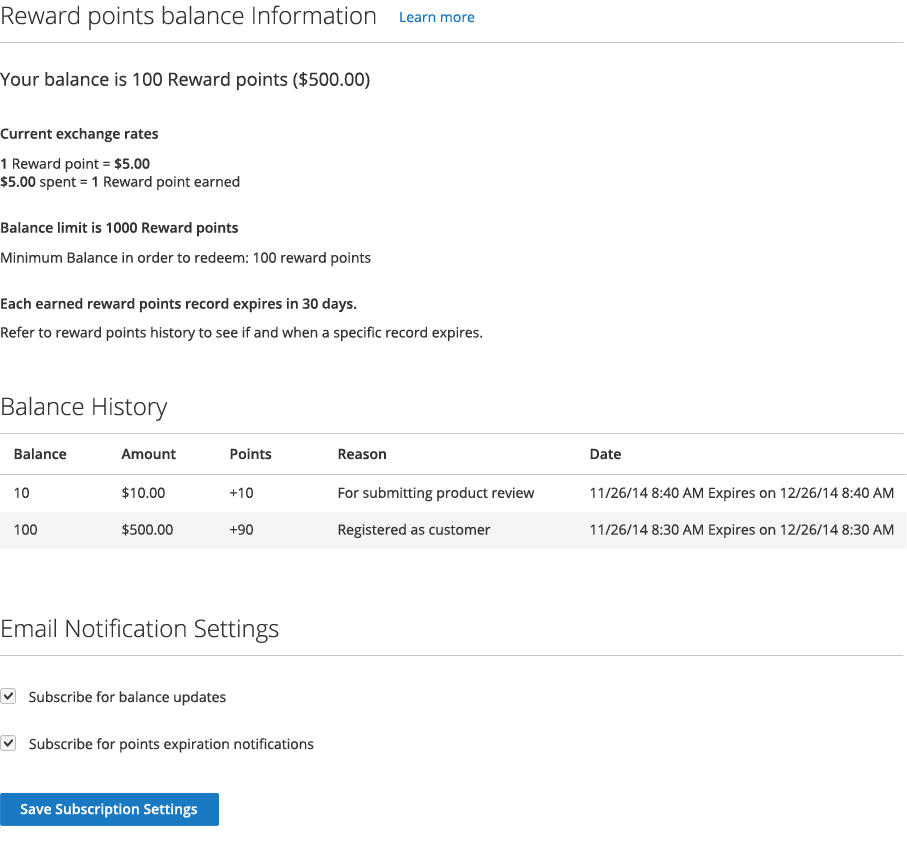 Reward points balance Information Learn more
Your balance is 100 Reward points ($500.00)
Current exchange rates
1 Reward point = $5.00
$5.00 spent = 1 Reward point earned
Balance limit is 1000 Reward points
Minimum Balance in order to redeem: 100 reward points
Each earned reward points record expires in 30 days.
Refer to reward points history to see if and when a specific record expires.
Balance History
Balance Amount Points Reason Date
10 $10.00 +10 For submitting product review 11/26/14 8:40 AM Expires on 12/26/14 8:40 AM
100 $500.00 +90 Registered as customer 11/26/14 8:30 AM Expires on 12/26/14 8:30 AM
Email Notification Settings
Subscribe for balance updates
Subscribe for points expiration notifications
Save Subscription Settings